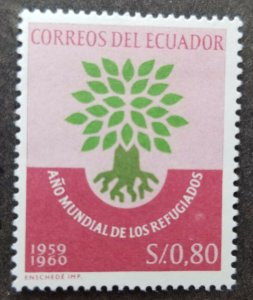 CORREOS DEL ECUADOR
AÑO MUNDIAL DE LOS REFUGIADOS
1959
1960
S/.0,80
ENSCHEDÉ IMP.